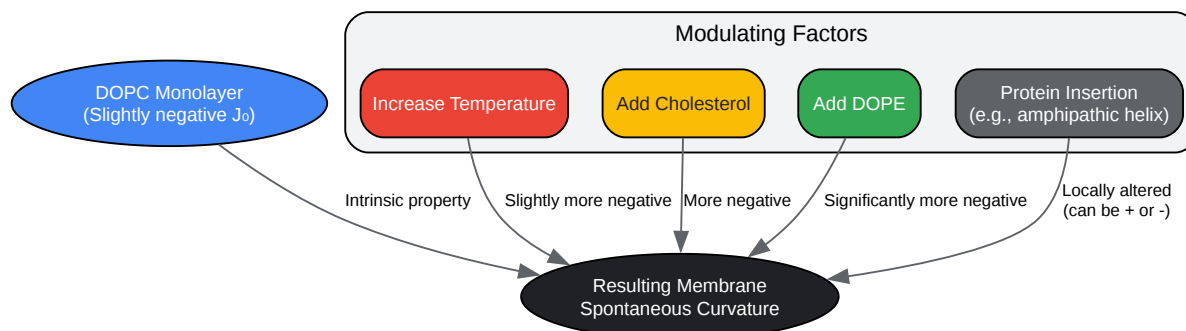 Modulating Factors
DOPC Monolayer
(Slightly negative J₀)
Increase Temperature
Add Cholesterol
Add DOPE
Protein Insertion
(e.g., amphipathic helix)
Intrinsic property
Slightly more negative
More negative
Significantly more negative
Locally altered
(can be + or -)
Resulting Membrane
Spontaneous Curvature